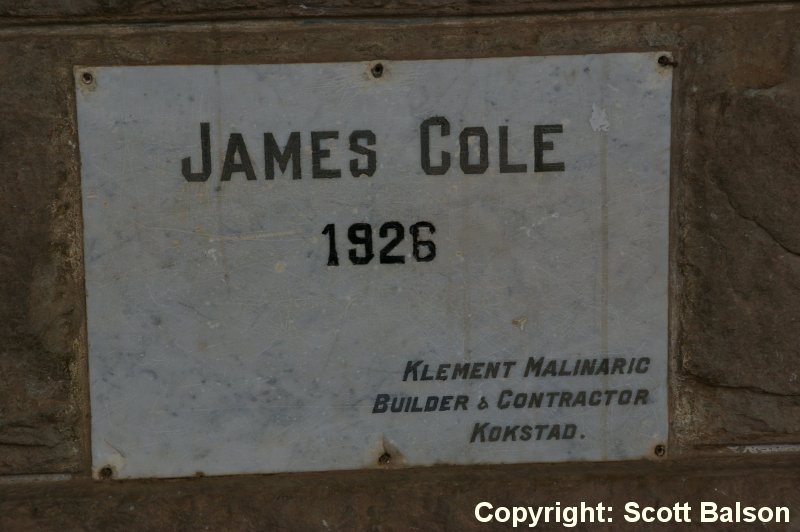 JAMES COLE
1926
KLEMENT MALINARIC
BUILDER & CONTRACTOR
KOKSTAD.
Copyright: Scott Balson